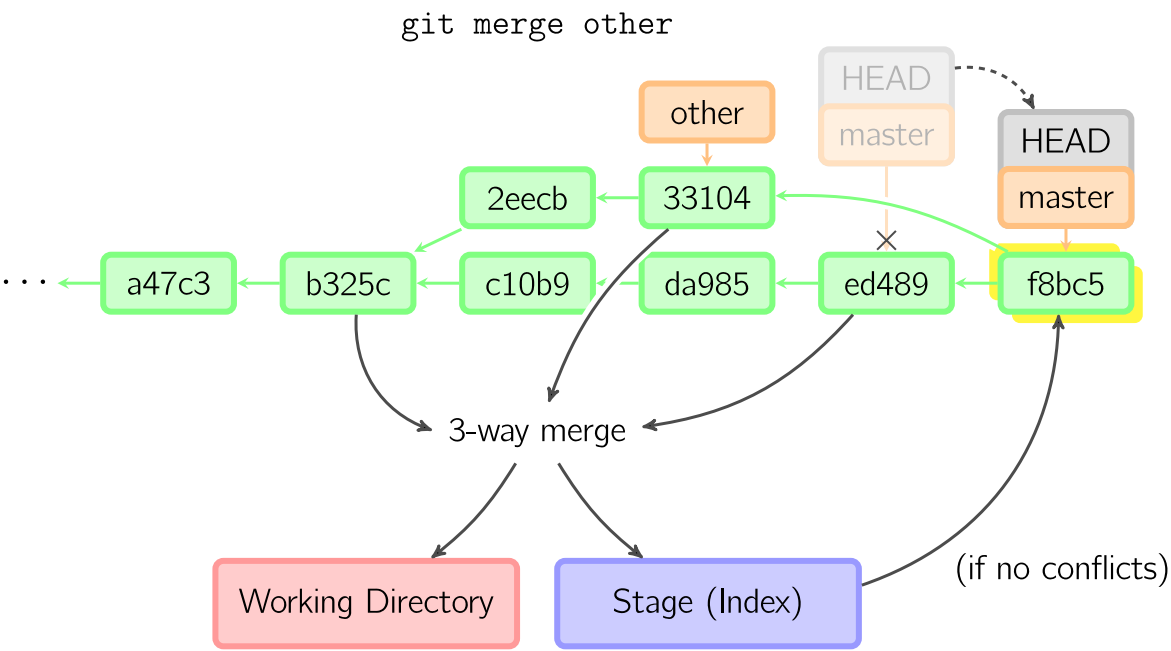 git merge other
HEAD
master
other
HEAD
master
2eecb
33104
...
a47c3
b325c
c10b9
da985
ed489
f8bc5
3-way merge
(if no conflicts)
Working Directory
Stage (Index)